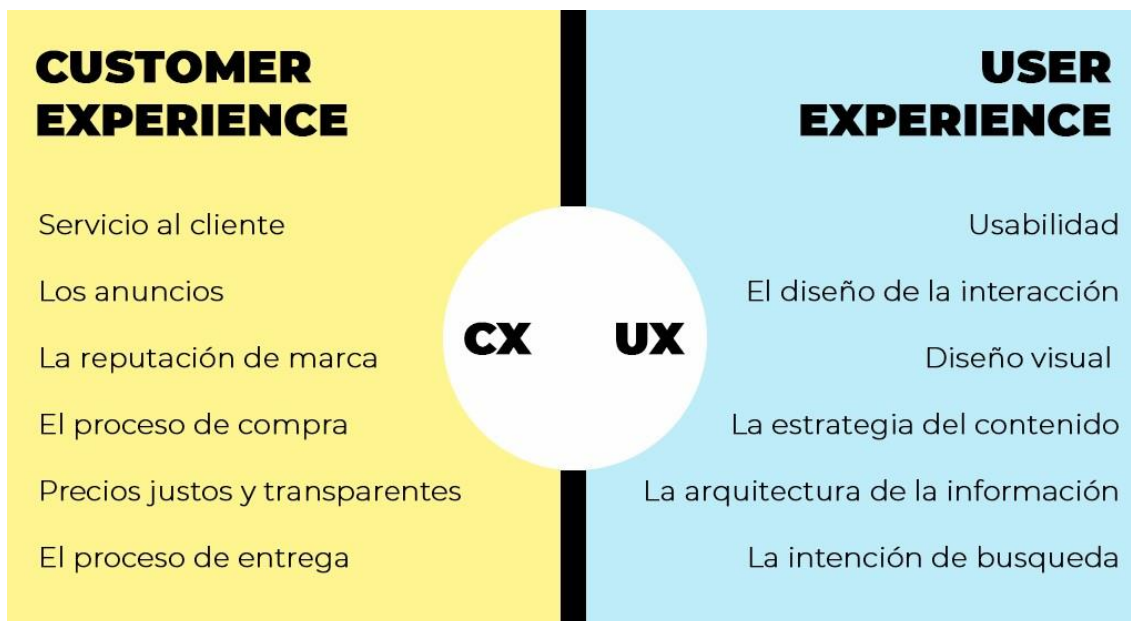 CUSTOMER
EXPERIENCE
Servicio al cliente
Los anuncios
La reputación de marca
El proceso de compra
Precios justos y transparentes
El proceso de entrega
CX
UX
USER
EXPERIENCE
Usabilidad
El diseño de la interacción
Diseño visual
La estrategia del contenido
La arquitectura de la información
La intención de busqueda